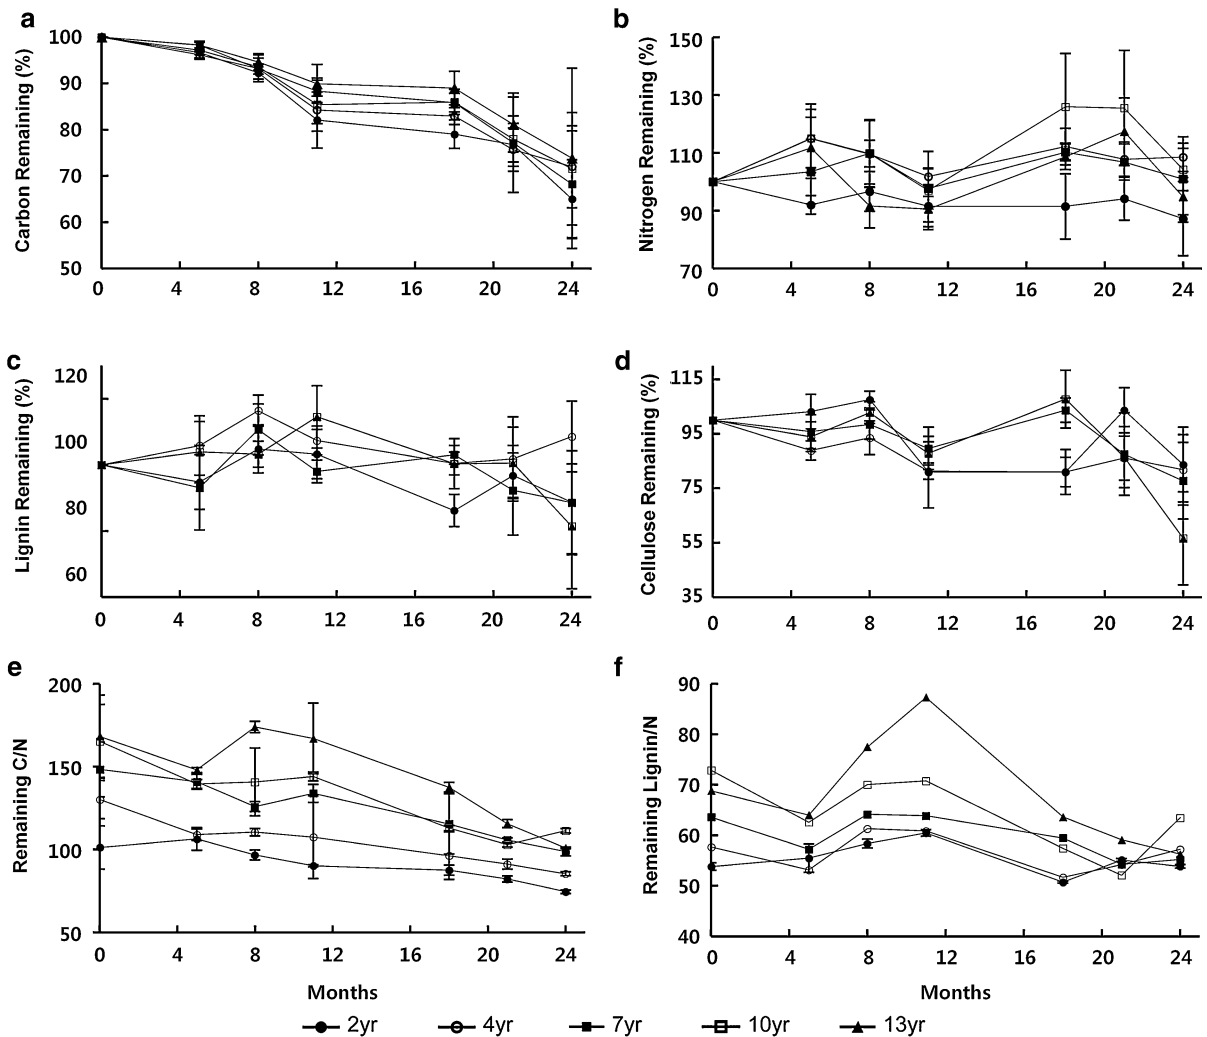 a
Carbon Remaining (%)
100
90
80
70
60
50
0 4 8 12 16 20 24
b
Nitrogen Remaining (%)
150
130
110
90
70
0 4 8 12 16 20 24
c
Lignin Remaining (%)
120
100
80
60
0 4 8 12 16 20 24
d
Cellulose Remaining (%)
115
95
75
55
35
0 4 8 12 16 20 24
e
Remaining C/N
200
150
100
50
0 4 8 12 16 20 24
Months
f
Remaining Lignin/N
90
80
70
60
50
40
0 4 8 12 16 20 24
Months
2yr 4yr 7yr 10yr 13yr